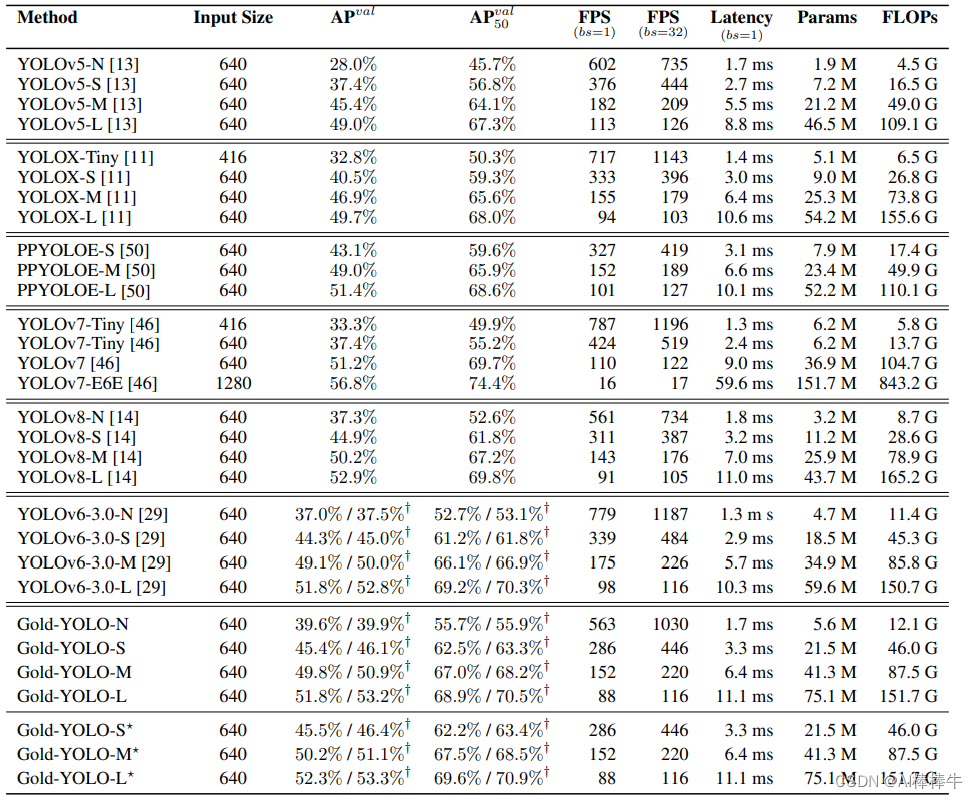 Method Input Size AP^val AP_50^val FPS (bs=1) FPS (bs=32) Latency (bs=1) Params FLOPs
YOLOv5-N [13] 640 28.0% 45.7% 602 735 1.7 ms 1.9 M 4.5 G
YOLOv5-S [13] 640 37.4% 56.8% 376 444 2.7 ms 7.2 M 16.5 G
YOLOv5-M [13] 640 45.4% 64.1% 182 209 5.5 ms 21.2 M 49.0 G
YOLOv5-L [13] 640 49.0% 67.3% 113 126 8.8 ms 46.5 M 109.1 G
YOLOX-Tiny [11] 416 32.8% 50.3% 717 1143 1.4 ms 5.1 M 6.5 G
YOLOX-S [11] 640 40.5% 59.3% 333 396 3.0 ms 9.0 M 26.8 G
YOLOX-M [11] 640 46.9% 65.6% 155 179 6.4 ms 25.3 M 73.8 G
YOLOX-L [11] 640 49.7% 68.0% 94 103 10.6 ms 54.2 M 155.6 G
PPYOLOE-S [50] 640 43.1% 59.6% 327 419 3.1 ms 7.9 M 17.4 G
PPYOLOE-M [50] 640 49.0% 65.9% 152 189 6.6 ms 23.4 M 49.9 G
PPYOLOE-L [50] 640 51.4% 68.6% 101 127 10.1 ms 52.2 M 110.1 G
YOLOv7-Tiny [46] 416 33.3% 49.9% 787 1196 1.3 ms 6.2 M 5.8 G
YOLOv7-Tiny [46] 640 37.4% 55.2% 424 519 2.4 ms 6.2 M 13.7 G
YOLOv7 [46] 640 51.2% 69.7% 110 122 9.0 ms 36.9 M 104.7 G
YOLOv7-E6E [46] 1280 56.8% 74.4% 16 17 59.6 ms 151.7 M 843.2 G
YOLOv8-N [14] 640 37.3% 52.6% 561 734 1.8 ms 3.2 M 8.7 G
YOLOv8-S [14] 640 44.9% 61.8% 311 387 3.2 ms 11.2 M 28.6 G
YOLOv8-M [14] 640 50.2% 67.2% 143 176 7.0 ms 25.9 M 78.9 G
YOLOv8-L [14] 640 52.9% 69.8% 91 105 11.0 ms 43.7 M 165.2 G
YOLOv6-3.0-N [29] 640 37.0% / 37.5%† 52.7% / 53.1%† 779 1187 1.3 m s 4.7 M 11.4 G
YOLOv6-3.0-S [29] 640 44.3% / 45.0%† 61.2% / 61.8%† 339 484 2.9 ms 18.5 M 45.3 G
YOLOv6-3.0-M [29] 640 49.1% / 50.0%† 66.1% / 66.9%† 175 226 5.7 ms 34.9 M 85.8 G
YOLOv6-3.0-L [29] 640 51.8% / 52.8%† 69.2% / 70.3%† 98 116 10.3 ms 59.6 M 150.7 G
Gold-YOLO-N 640 39.6% / 39.9%† 55.7% / 55.9%† 563 1030 1.7 ms 5.6 M 12.1 G
Gold-YOLO-S 640 45.4% / 46.1%† 62.5% / 63.3%† 286 446 3.3 ms 21.5 M 46.0 G
Gold-YOLO-M 640 49.8% / 50.9%† 67.0% / 68.2%† 152 220 6.4 ms 41.3 M 87.5 G
Gold-YOLO-L 640 51.8% / 53.2%† 68.9% / 70.5%† 88 116 11.1 ms 75.1 M 151.7 G
Gold-YOLO-S⋆ 640 45.5% / 46.4%† 62.2% / 63.4%† 286 446 3.3 ms 21.5 M 46.0 G
Gold-YOLO-M⋆ 640 50.2% / 51.1%† 67.5% / 68.5%† 152 220 6.4 ms 41.3 M 87.5 G
Gold-YOLO-L⋆ 640 52.3% / 53.3%† 69.6% / 70.9%† 88 116 11.1 ms 75.1 M 151.7 G
CSDN @AI棒棒牛